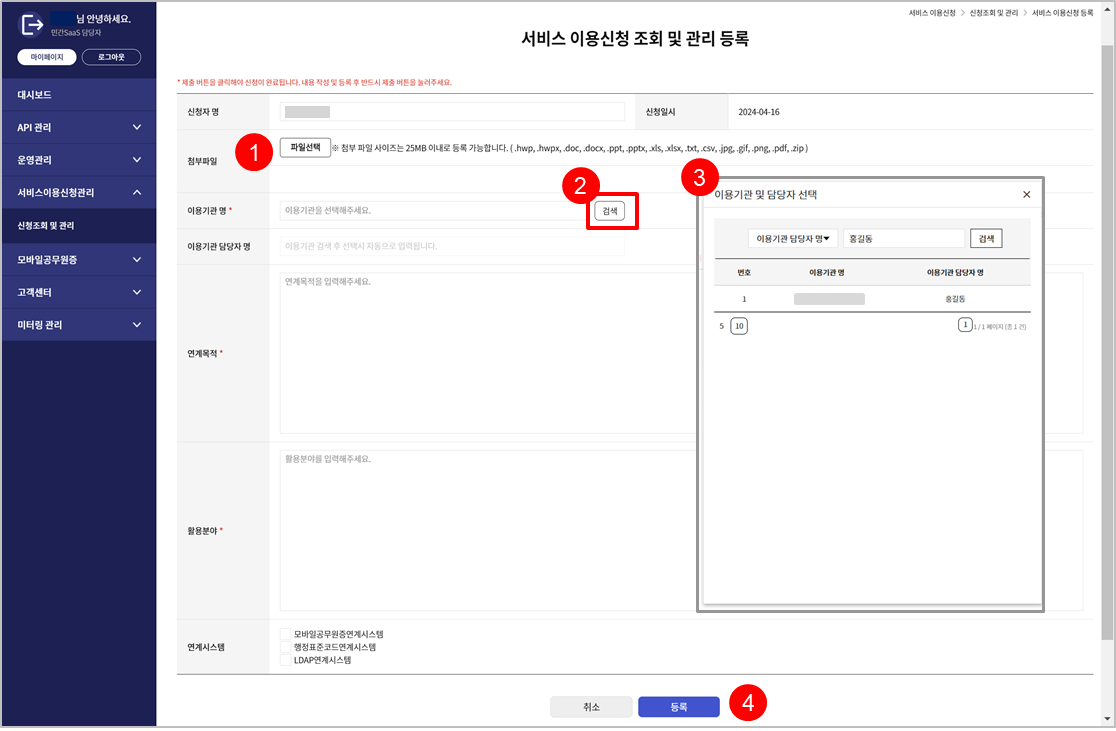 님 안녕하세요.
민간SaaS 담당자
마이페이지 로그아웃
대시보드
API 관리
운영관리
서비스이용신청관리
신청조회 및 관리
모바일공무원증
고객센터
미터링 관리
서비스 이용신청 > 신청조회 및 관리 > 서비스 이용신청 등록
서비스 이용신청 조회 및 관리 등록
* 제출 버튼을 클릭해야 신청이 완료됩니다. 내용 작성 및 등록 후 반드시 제출 버튼을 눌러주세요.
신청자 명 신청일시 2024-04-16
1
첨부파일 파일선택 ※ 첨부 파일 사이즈는 25MB 이내로 등록 가능합니다. ( .hwp, .hwpx, .doc, .docx, .ppt, .pptx, .xls, .xlsx, .txt, .csv, .jpg, .gif, .png, .pdf, .zip )
2
이용기관 명 * 이용기관을 선택해주세요. 검색
이용기관 담당자 명 이용기관 검색 후 선택시 자동으로 입력됩니다.
연계목적 * 연계목적을 입력해주세요.
활용분야 * 활용분야를 입력해주세요.
연계시스템
모바일공무원증연계시스템
행정표준코드연계시스템
LDAP연계시스템
3
이용기관 및 담당자 선택 ×
이용기관 담당자 명▼ 홍길동 검색
번호 이용기관 명 이용기관 담당자 명
1 홍길동
5 10 1 1 / 1 페이지 (총 1 건)
취소 등록 4